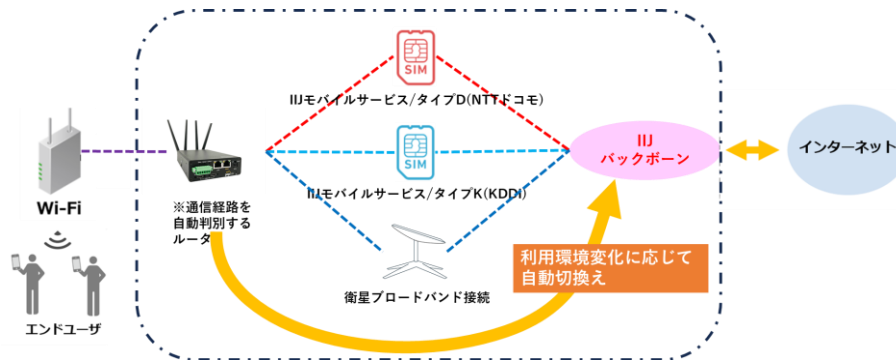 SIM
IIJモバイルサービス/タイプD(NTTドコモ)
SIM
IIJモバイルサービス/タイプK(KDDI)
衛星ブロードバンド接続
Wi-Fi
エンドユーザ
※通信経路を
自動判別する
ルータ
IIJ
バックボーン
インターネット
利用環境変化に応じて
自動切換え